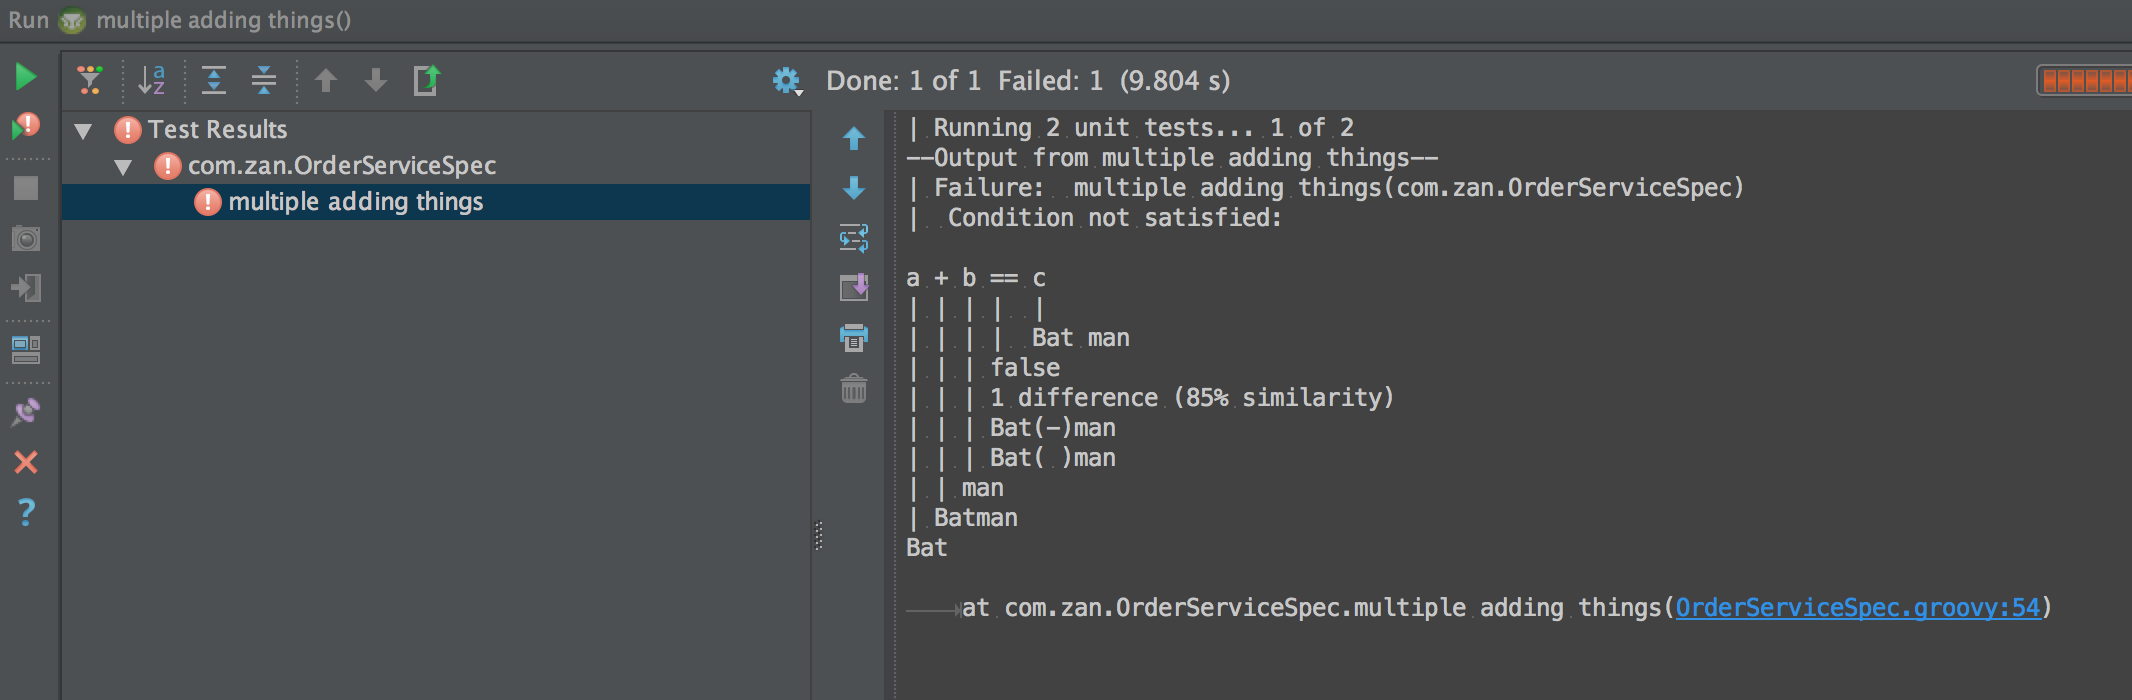 Run multiple adding things()
Done: 1 of 1 Failed: 1 (9.804 s)
Test Results
com.zan.OrderServiceSpec
multiple adding things
| Running 2 unit tests... 1 of 2
--Output from multiple adding things--
| Failure:  multiple adding things(com.zan.OrderServiceSpec)
|  Condition not satisfied:
a + b == c
| | | |  |
| | | |  Bat man
| | | false
| | | 1 difference (85% similarity)
| | | Bat(-)man
| | | Bat( )man
| | man
| Batman
Bat
at com.zan.OrderServiceSpec.multiple adding things(OrderServiceSpec.groovy:54)